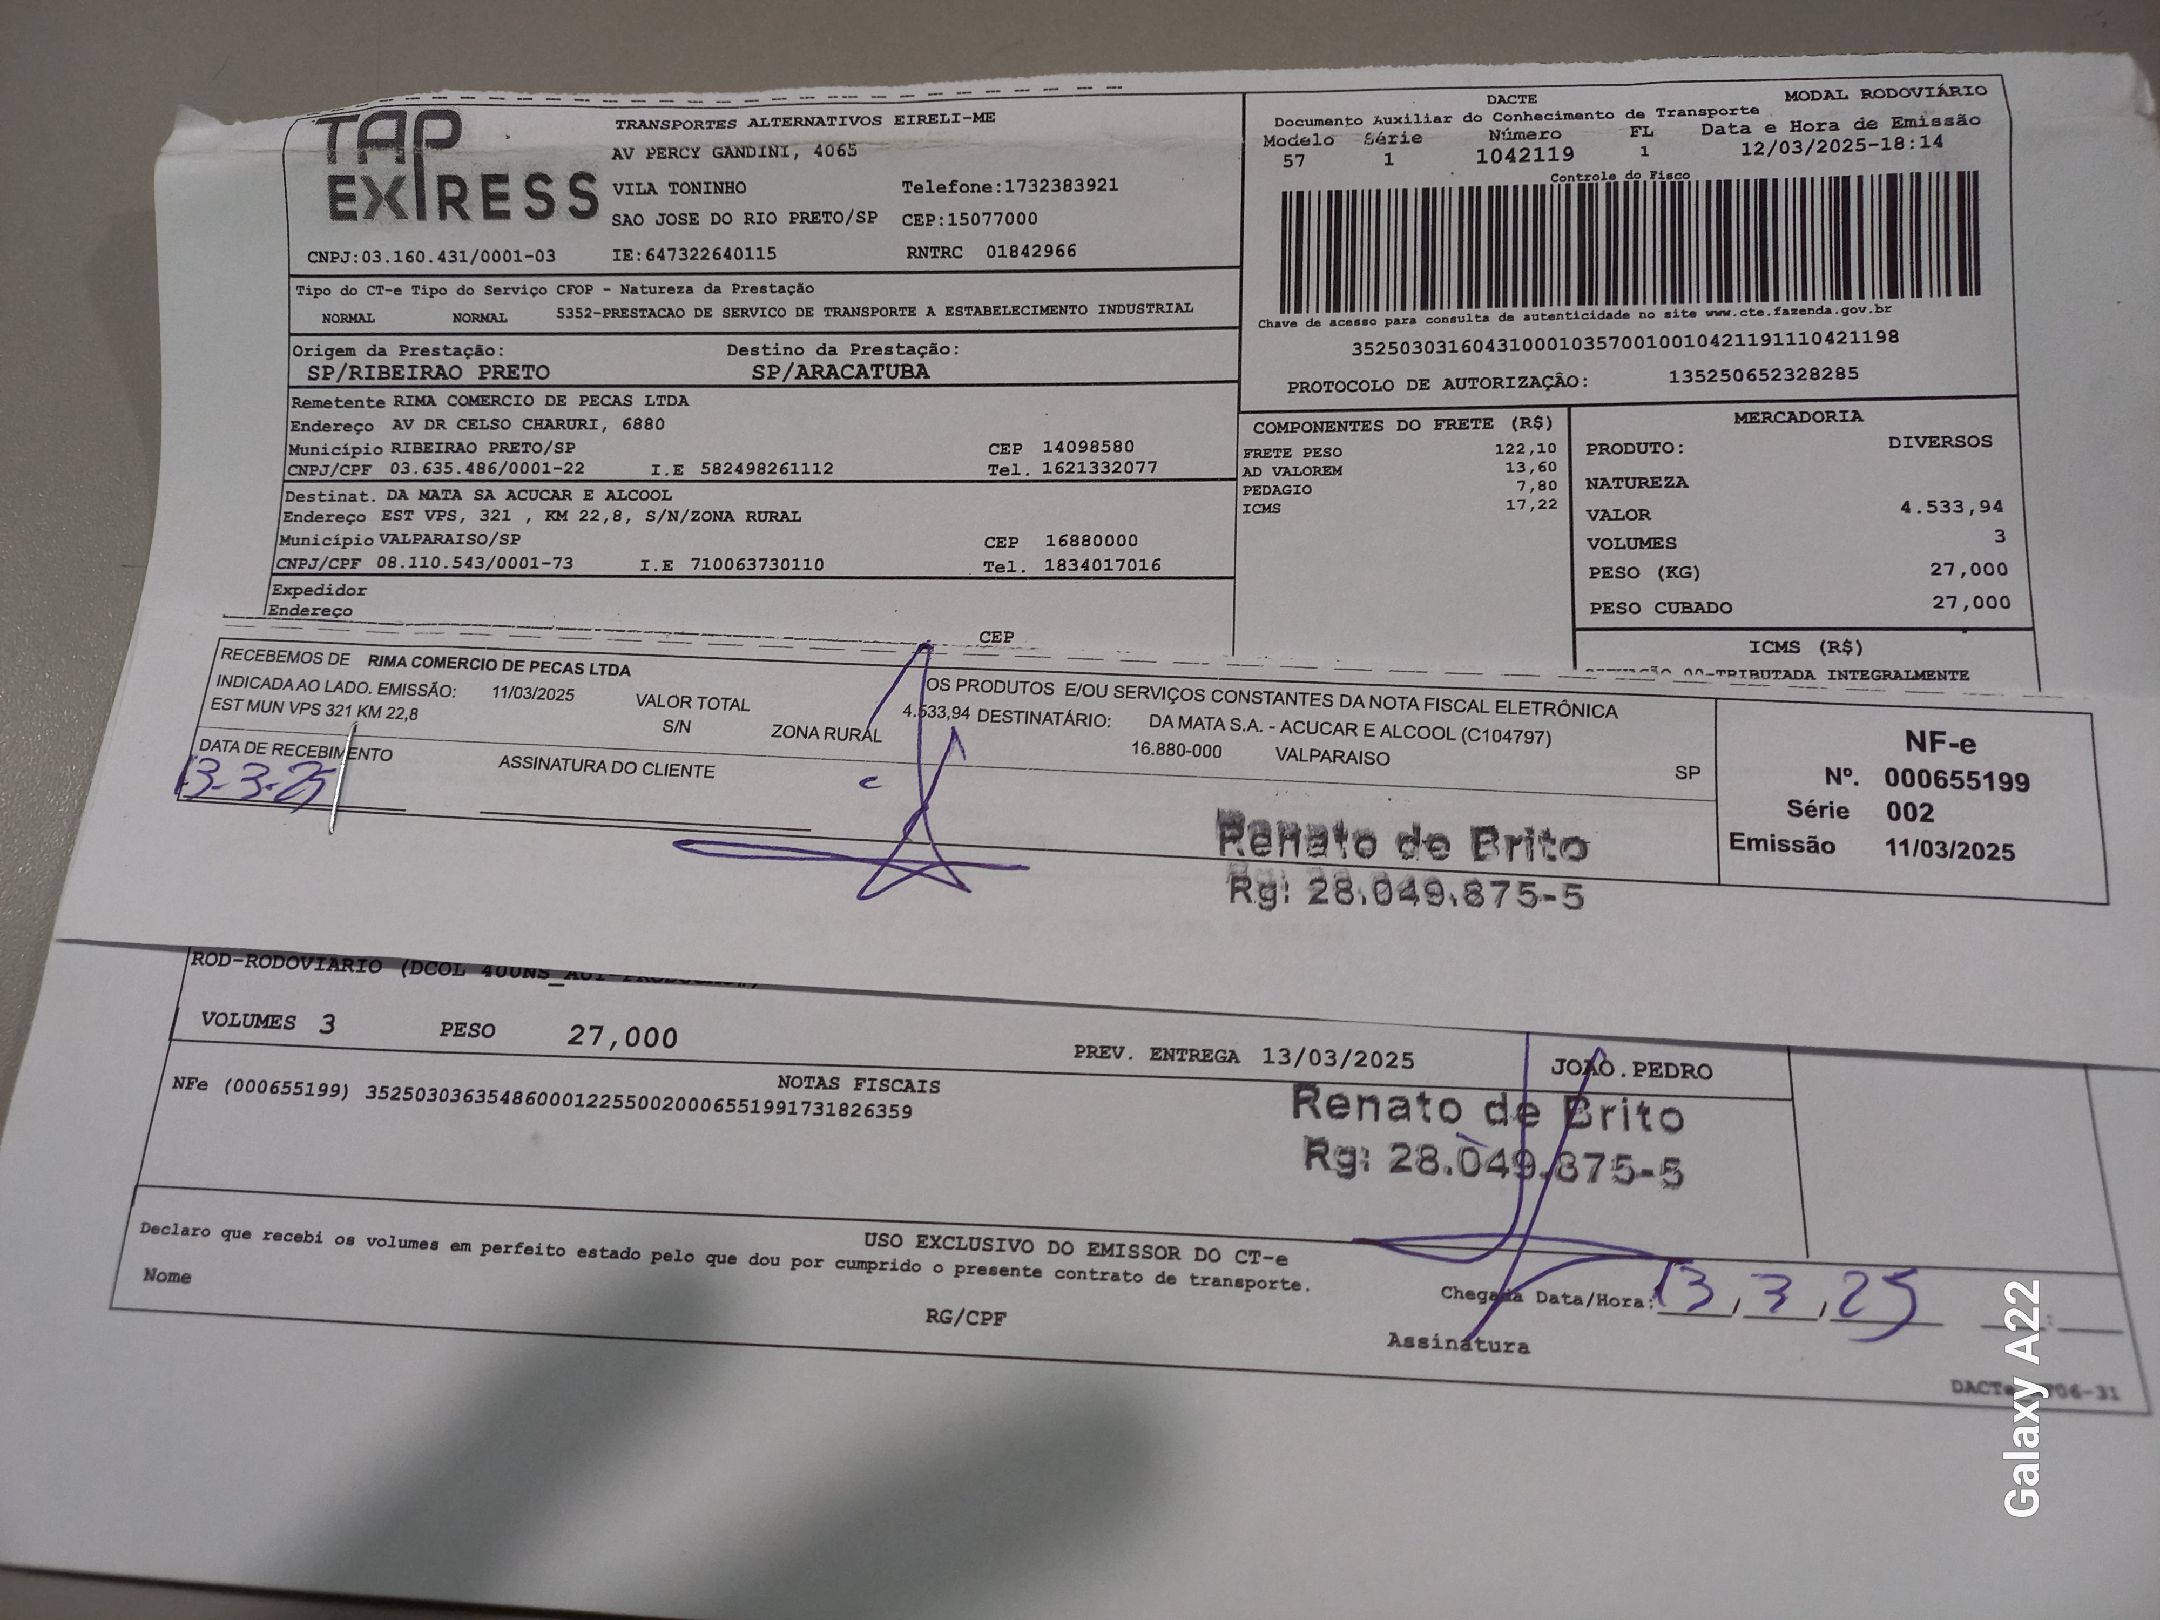 TAP EXPRESS
TRANSPORTES ALTERNATIVOS EIRELI-ME
AV PERCY GANDINI, 4065
VILA TONINHO Telefone:1732383921
SAO JOSE DO RIO PRETO/SP CEP:15077000
CNPJ:03.160.431/0001-03 IE:647322640115 RNTRC 01842966
DACTE MODAL RODOVIÁRIO
Documento Auxiliar do Conhecimento de Transporte
Modelo Série Número FL Data e Hora de Emissão
57 1 1042119 1 12/03/2025-18:14
Controle do Fisco
Chave de acesso para consulta de autenticidade no site www.cte.fazenda.gov.br
35250303160431000103570010010421191110421198
PROTOCOLO DE AUTORIZAÇÃO: 135250652328285
Tipo do CT-e Tipo do Serviço CFOP - Natureza da Prestação
NORMAL NORMAL 5352-PRESTACAO DE SERVICO DE TRANSPORTE A ESTABELECIMENTO INDUSTRIAL
Origem da Prestação: Destino da Prestação:
SP/RIBEIRAO PRETO SP/ARACATUBA
Remetente RIMA COMERCIO DE PECAS LTDA
Endereço AV DR CELSO CHARURI, 6880
Município RIBEIRAO PRETO/SP CEP 14098580
CNPJ/CPF 03.635.486/0001-22 I.E 582498261112 Tel. 1621332077
Destinat. DA MATA SA ACUCAR E ALCOOL
Endereço EST VPS, 321 , KM 22,8, S/N/ZONA RURAL
Município VALPARAISO/SP CEP 16880000
CNPJ/CPF 08.110.543/0001-73 I.E 710063730110 Tel. 1834017016
Expedidor
Endereço
CEP
COMPONENTES DO FRETE (R$)
FRETE PESO 122,10
AD VALOREM 13,60
PEDAGIO 7,80
ICMS 17,22
MERCADORIA
PRODUTO: DIVERSOS
NATUREZA
VALOR 4.533,94
VOLUMES 3
PESO (KG) 27,000
PESO CUBADO 27,000
ICMS (R$)
00-TRIBUTADA INTEGRALMENTE
RECEBEMOS DE RIMA COMERCIO DE PECAS LTDA OS PRODUTOS E/OU SERVIÇOS CONSTANTES DA NOTA FISCAL ELETRÔNICA
INDICADA AO LADO. EMISSÃO: 11/03/2025 VALOR TOTAL 4.533,94 DESTINATÁRIO: DA MATA S.A. - ACUCAR E ALCOOL (C104797)
EST MUN VPS 321 KM 22,8 S/N ZONA RURAL 16.880-000 VALPARAISO SP
DATA DE RECEBIMENTO ASSINATURA DO CLIENTE
13-3-25
Renato de Brito
Rg: 28.049.875-5
NF-e
Nº. 000655199
Série 002
Emissão 11/03/2025
ROD-RODOVIARIO (DCOL
VOLUMES 3 PESO 27,000 PREV. ENTREGA 13/03/2025 JOAO.PEDRO
NOTAS FISCAIS
NFe (000655199) 35250303635486000122550020006551991731826359
Renato de Brito
Rg: 28.049.875-5
USO EXCLUSIVO DO EMISSOR DO CT-e
Declaro que recebi os volumes em perfeito estado pelo que dou por cumprido o presente contrato de transporte.
Nome RG/CPF Chegada Data/Hora: 13, 3, 25
Assinatura
Galaxy A22